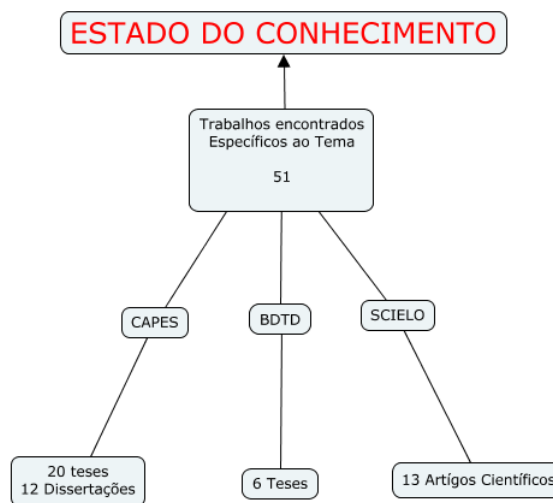 ESTADO DO CONHECIMENTO
Trabalhos encontrados
Específicos ao Tema
51
CAPES
BDTD
SCIELO
20 teses
12 Dissertações
6 Teses
13 Artígos Científicos